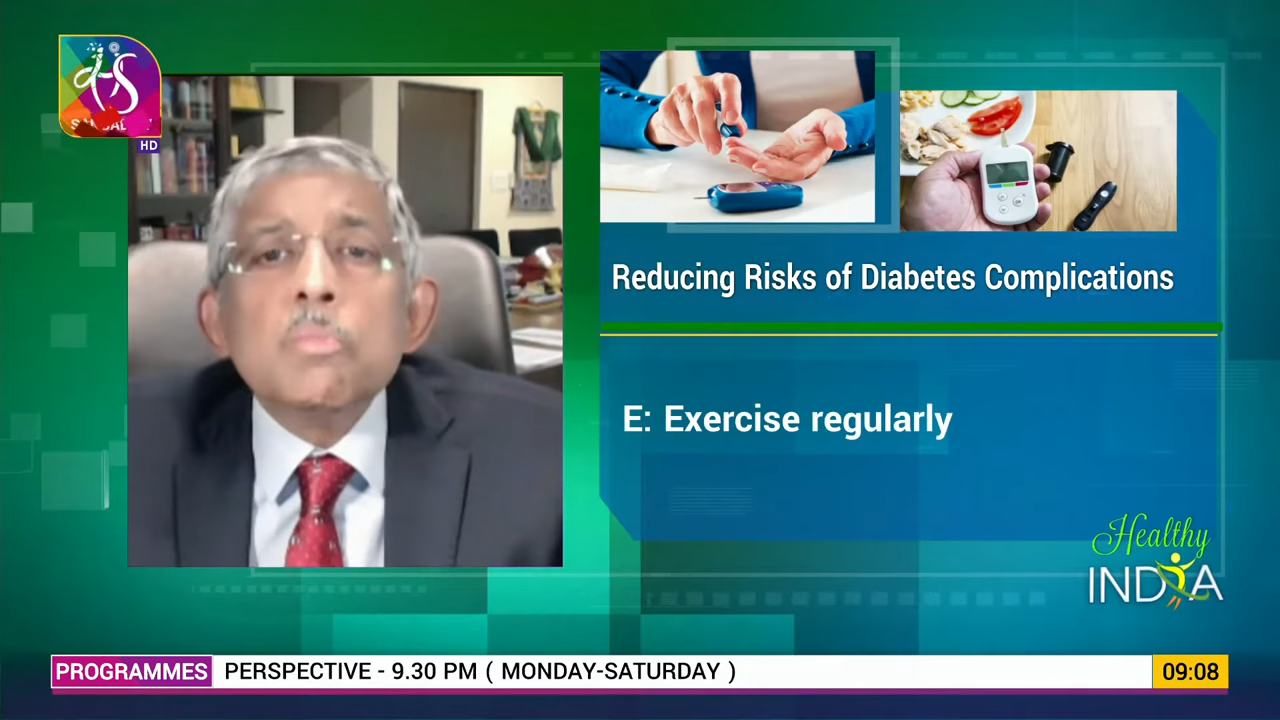 HD
Reducing Risks of Diabetes Complications
E: Exercise regularly
Healthy
INDIA
PROGRAMMES PERSPECTIVE - 9.30 PM ( MONDAY-SATURDAY ) 09:08